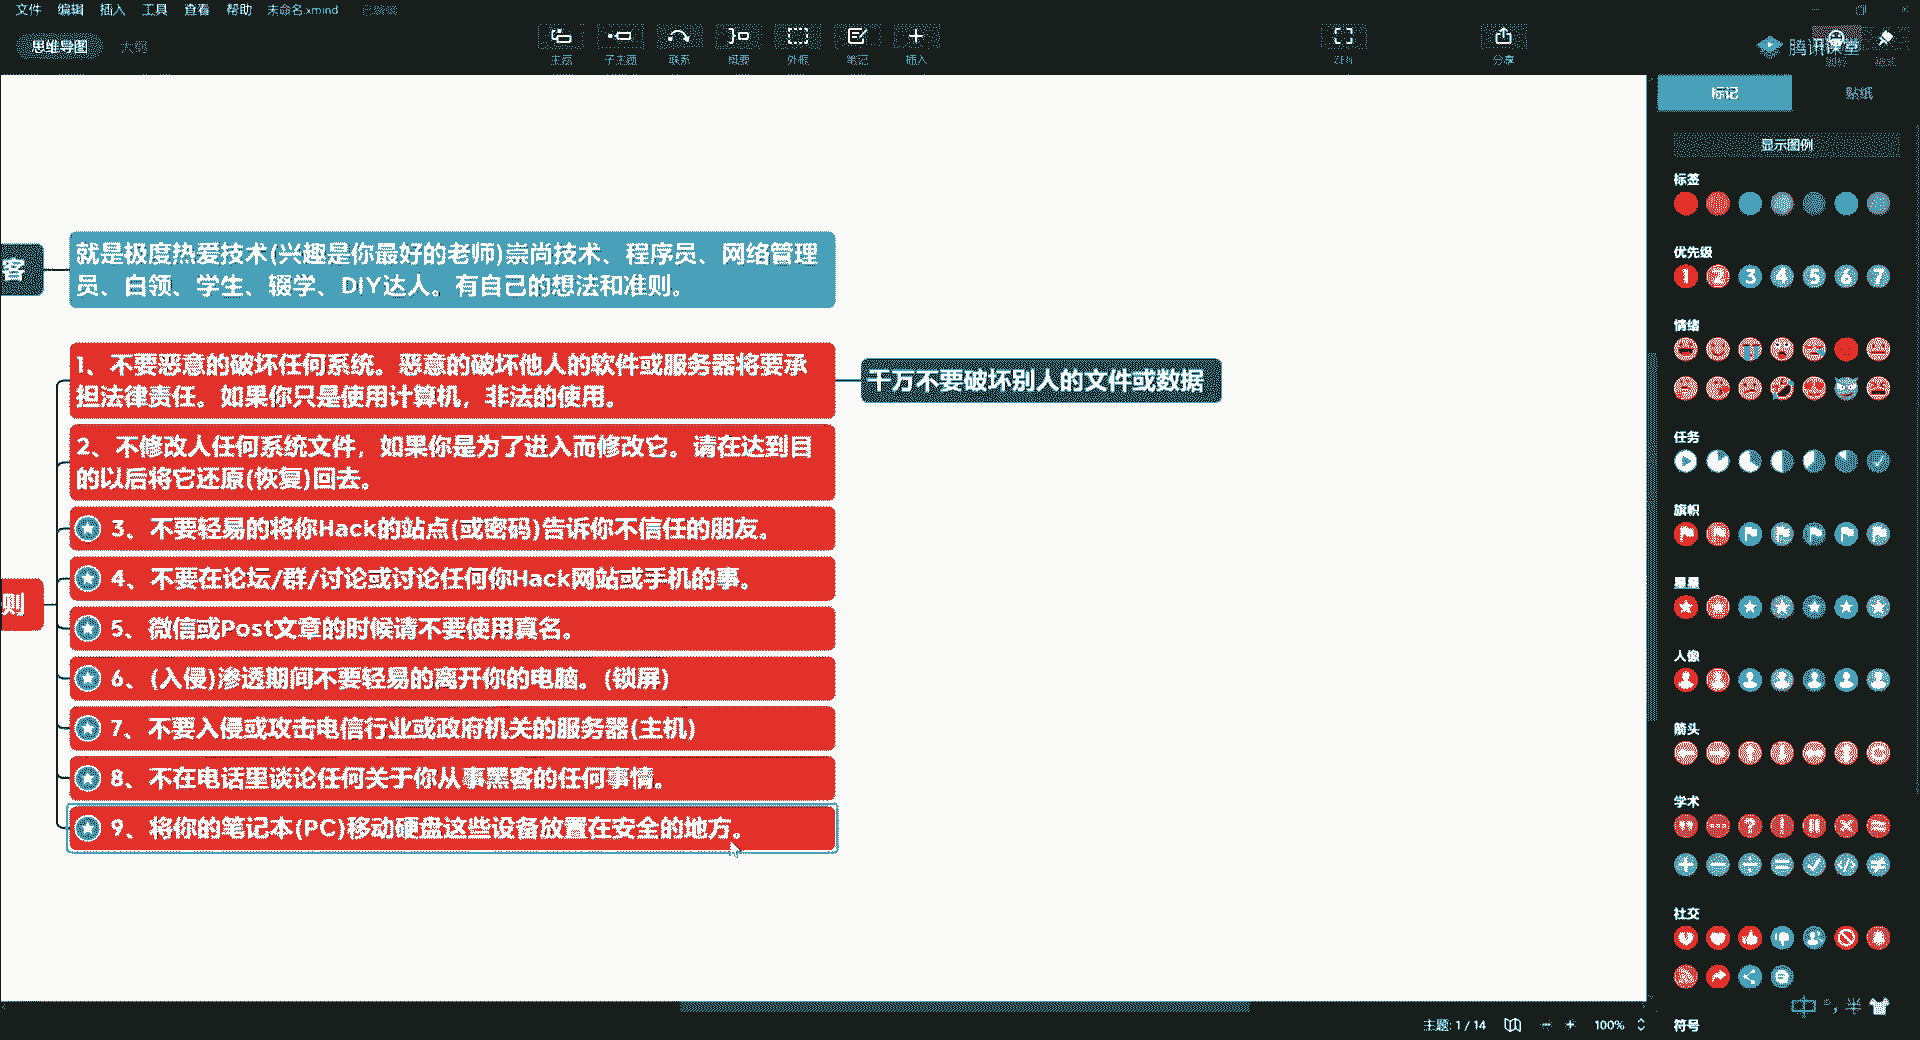 文件 编辑 插入 工具 查看 帮助 未命名.xmind
思维导图 大纲
主题 子主题 联系 概要 外框 笔记 插入
ZEN 分享
腾讯课堂
标记 贴纸
显示图例
标签
优先级
1 2 3 4 5 6 7
情绪
任务
旗帜
星星
人像
箭头
学术
社交
符号
客
就是极度热爱技术(兴趣是你最好的老师)崇尚技术、程序员、网络管理
员、白领、学生、辍学、DIY达人。有自己的想法和准则。
则
1、不要恶意的破坏任何系统。恶意的破坏他人的软件或服务器将要承
担法律责任。如果你只是使用计算机，非法的使用。
千万不要破坏别人的文件或数据
2、不修改人任何系统文件，如果你是为了进入而修改它。请在达到目
的以后将它还原(恢复)回去。
3、不要轻易的将你Hack的站点(或密码)告诉你不信任的朋友。
4、不要在论坛/群/讨论或讨论任何你Hack网站或手机的事。
5、微信或Post文章的时候请不要使用真名。
6、(入侵)渗透期间不要轻易的离开你的电脑。(锁屏)
7、不要入侵或攻击电信行业或政府机关的服务器(主机)
8、不在电话里谈论任何关于你从事黑客的任何事情。
9、将你的笔记本(PC)移动硬盘这些设备放置在安全的地方。
中 半
主题: 1 / 14 100%